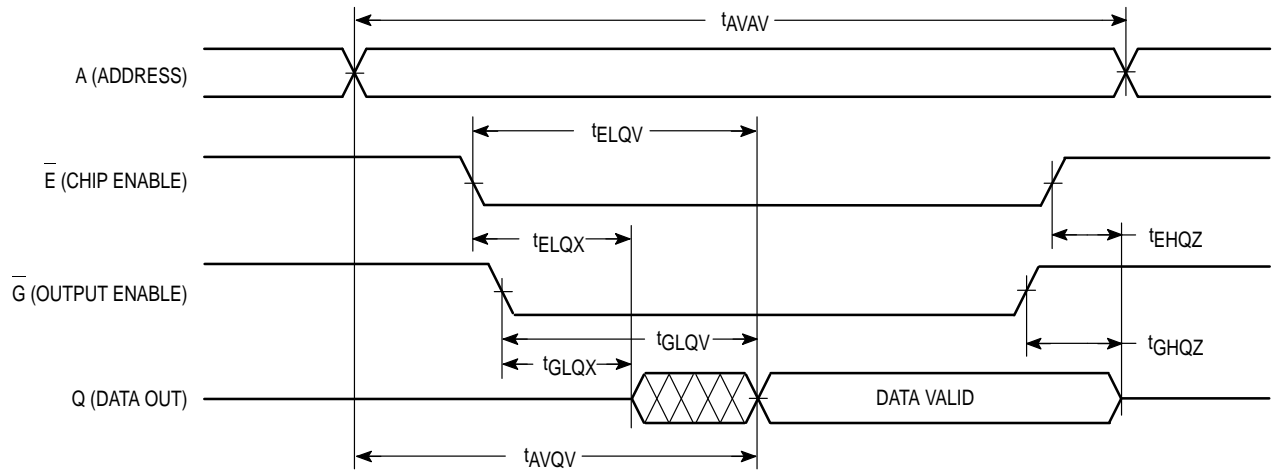 tAVAV
A (ADDRESS)
tELQV
E̅ (CHIP ENABLE)
tELQX
tEHQZ
G̅ (OUTPUT ENABLE)
tGLQV
tGHQZ
tGLQX
Q (DATA OUT)
DATA VALID
tAVQV